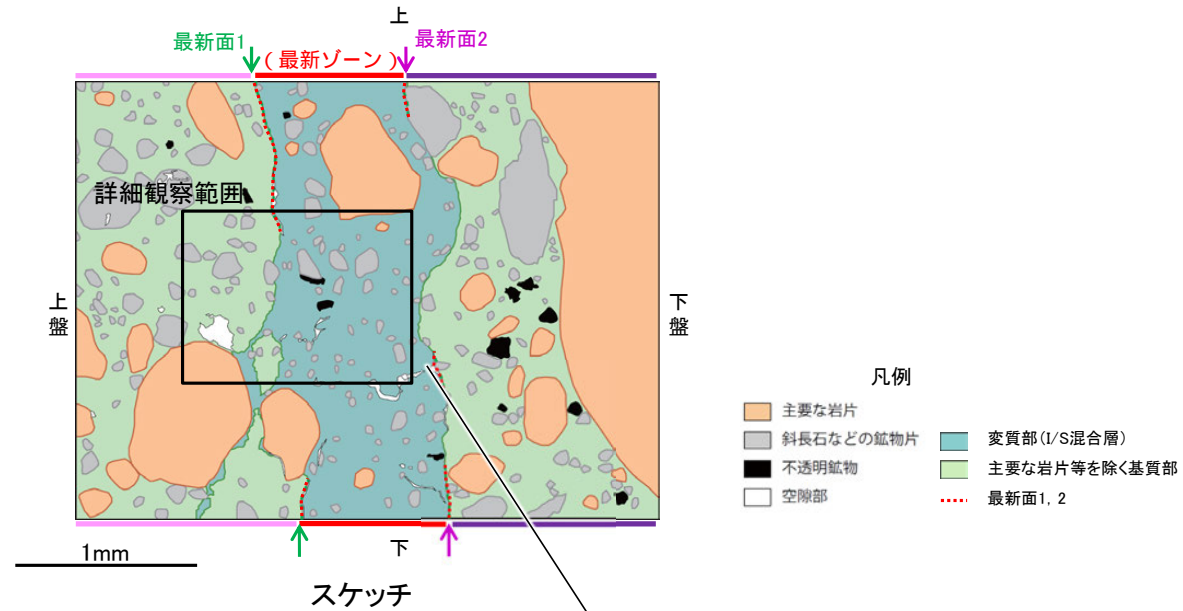 上
最新面1
(最新ゾーン)
最新面2
詳細観察範囲
上盤
下盤
下
1mm
スケッチ
凡例
主要な岩片
斜長石などの鉱物片
不透明鉱物
空隙部
変質部(I/S混合層)
主要な岩片等を除く基質部
最新面1, 2